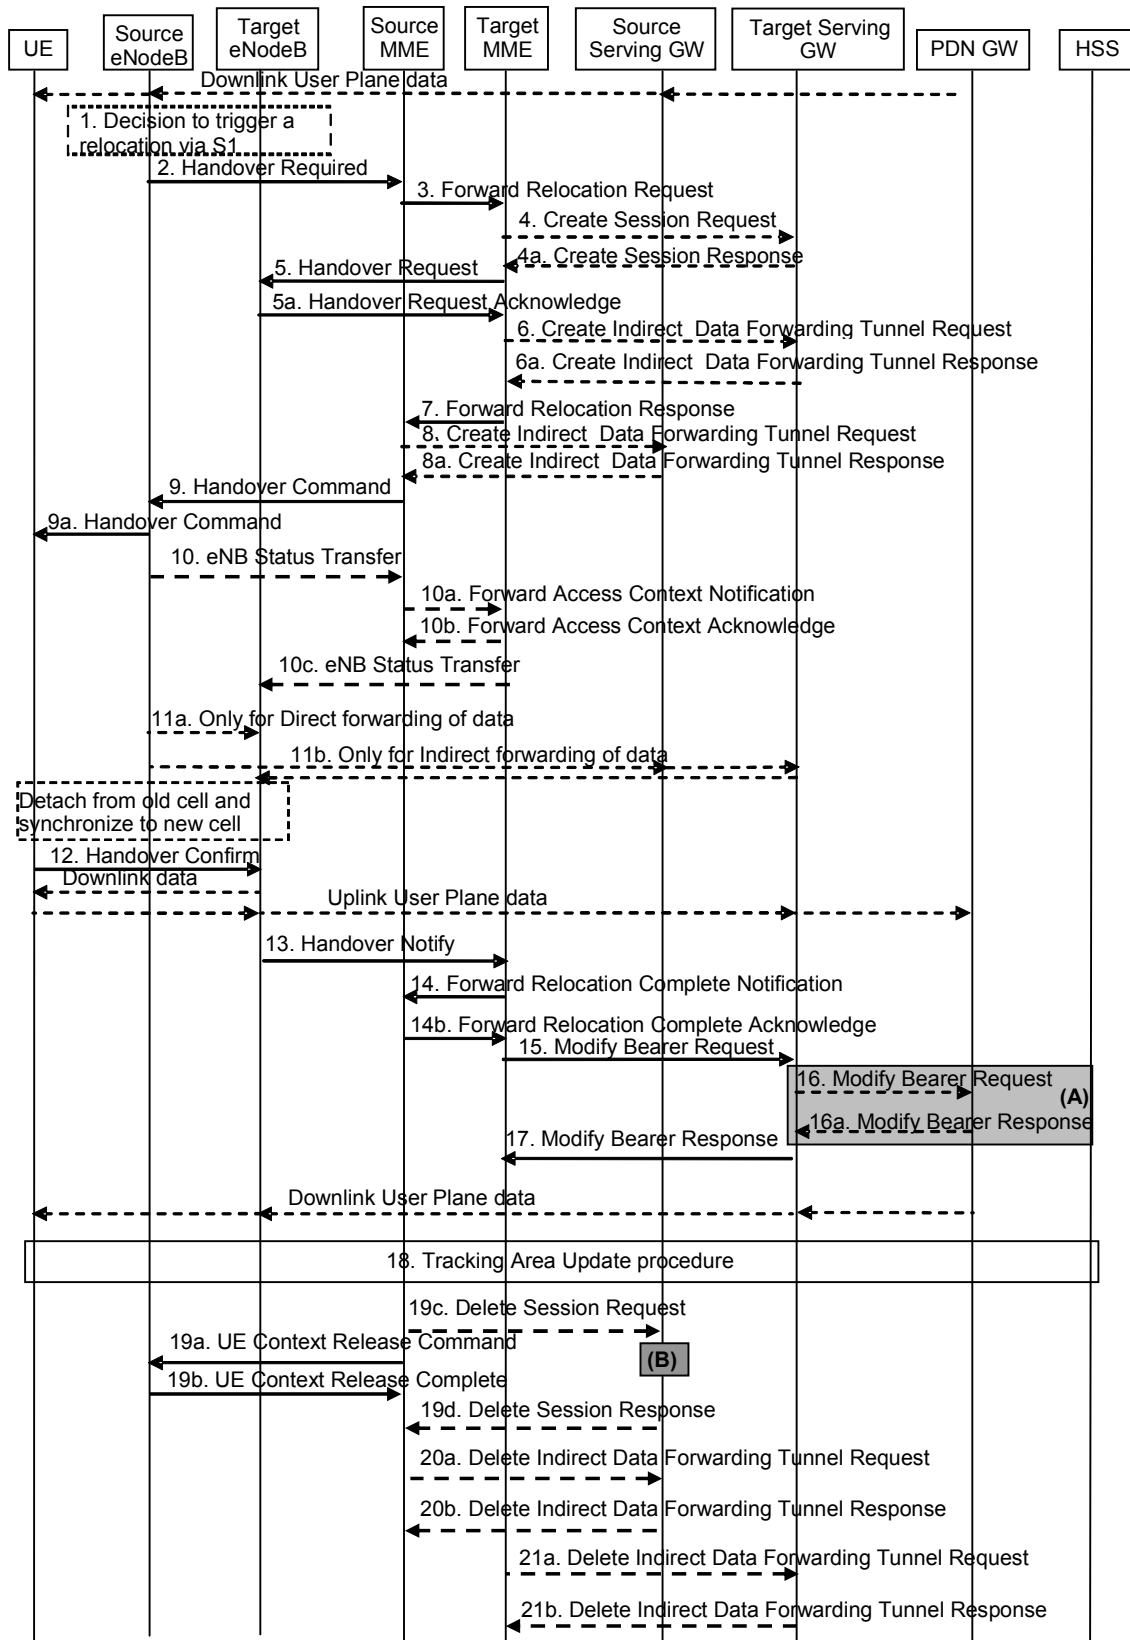 UE
Source
eNodeB
Target
eNodeB
Source
MME
Target
MME
Source
Serving GW
Target Serving
GW
PDN GW
HSS
Downlink User Plane data
1. Decision to trigger a
relocation via S1
2. Handover Required
3. Forward Relocation Request
4. Create Session Request
4a. Create Session Response
5. Handover Request
5a. Handover Request Acknowledge
6. Create Indirect Data Forwarding Tunnel Request
6a. Create Indirect Data Forwarding Tunnel Response
7. Forward Relocation Response
8. Create Indirect Data Forwarding Tunnel Request
8a. Create Indirect Data Forwarding Tunnel Response
9. Handover Command
9a. Handover Command
10. eNB Status Transfer
10a. Forward Access Context Notification
10b. Forward Access Context Acknowledge
10c. eNB Status Transfer
11a. Only for Direct forwarding of data
11b. Only for Indirect forwarding of data
Detach from old cell and
synchronize to new cell
12. Handover Confirm
Downlink data
Uplink User Plane data
13. Handover Notify
14. Forward Relocation Complete Notification
14b. Forward Relocation Complete Acknowledge
15. Modify Bearer Request
16. Modify Bearer Request
(A)
16a. Modify Bearer Response
17. Modify Bearer Response
Downlink User Plane data
18. Tracking Area Update procedure
19c. Delete Session Request
19a. UE Context Release Command
(B)
19b. UE Context Release Complete
19d. Delete Session Response
20a. Delete Indirect Data Forwarding Tunnel Request
20b. Delete Indirect Data Forwarding Tunnel Response
21a. Delete Indirect Data Forwarding Tunnel Request
21b. Delete Indirect Data Forwarding Tunnel Response